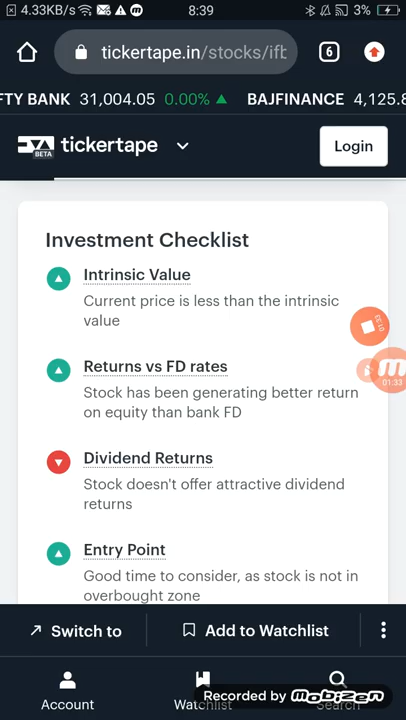 4.33KB/s 8:39 3%
tickertape.in/stocks/ifb 6
FTY BANK 31,004.05 0.00% BAJFINANCE 4,125.8
BETA tickertape Login
Investment Checklist
Intrinsic Value
Current price is less than the intrinsic
value
01:33
Returns vs FD rates
01:33
Stock has been generating better return
on equity than bank FD
Dividend Returns
Stock doesn't offer attractive dividend
returns
Entry Point
Good time to consider, as stock is not in
overbought zone
Switch to Add to Watchlist
Account Watchlist Search
Recorded by mobizen